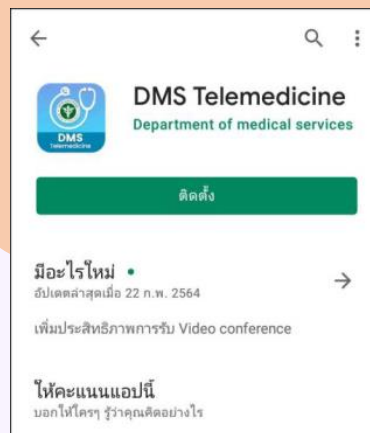 DMS Telemedicine
Department of medical services
DMS
Telemedicine
ติดตั้ง
มีอะไรใหม่
อัปเดตล่าสุดเมื่อ 22 ก.พ. 2564
เพิ่มประสิทธิภาพการรับ Video conference
ให้คะแนนแอปนี้
บอกให้ใครๆ รู้ว่าคุณคิดอย่างไร